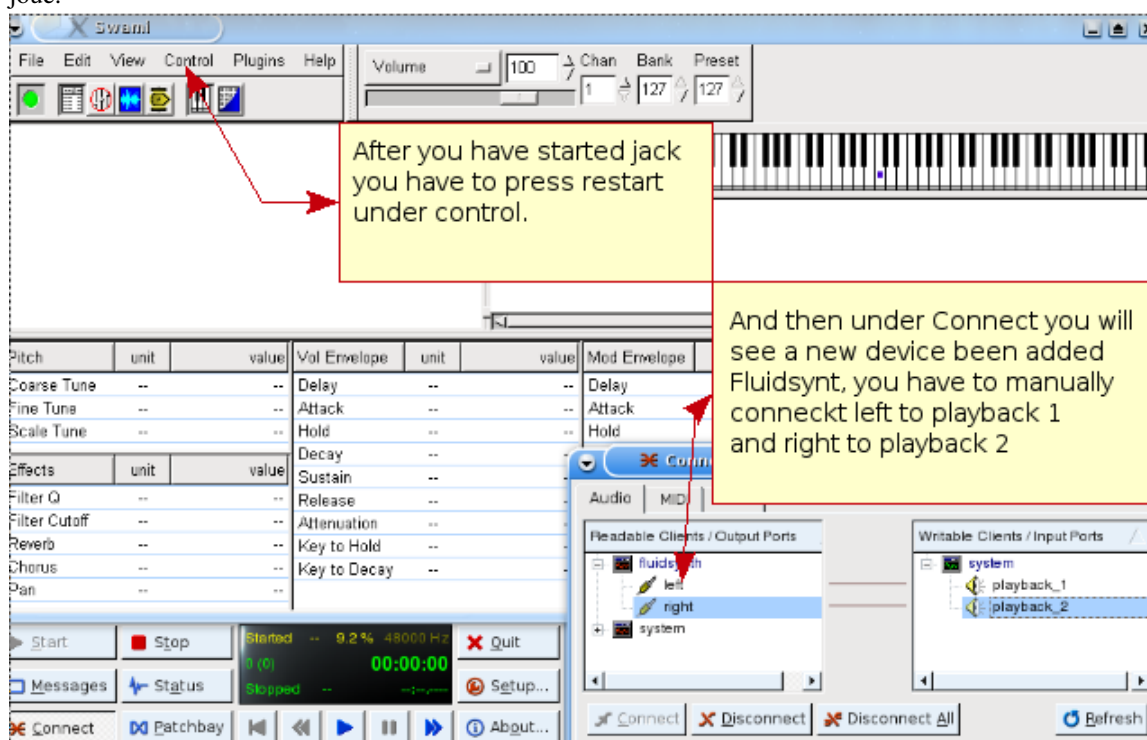 joue.
Swami
File Edit View Control Plugins Help
Volume 100
Chan Bank Preset
1 127 127
After you have started jack
you have to press restart
under control.
And then under Connect you will
see a new device been added
Fluidsynt, you have to manually
conneckt left to playback 1
and right to playback 2
Pitch unit value
Coarse Tune -- --
Fine Tune -- --
Scale Tune -- --
Effects unit value
Filter Q -- --
Filter Cutoff -- --
Reverb -- --
Chorus -- --
Pan -- --
Vol Envelope unit value
Delay -- --
Attack -- --
Hold -- --
Decay --
Sustain --
Release --
Attenuation --
Key to Hold --
Key to Decay --
Mod Envelope
Delay
Attack
Hold
Audio MIDI
Readable Clients / Output Ports
fluidsynth
left
right
system
Writable Clients / Input Ports
system
playback_1
playback_2
Connect Disconnect Disconnect All Refresh
Start Stop
Started -- 9.2 % 48000 Hz
0 (0) 00:00:00
Stopped -- --:--.----
Quit
Messages Status Setup...
Connect Patchbay About...